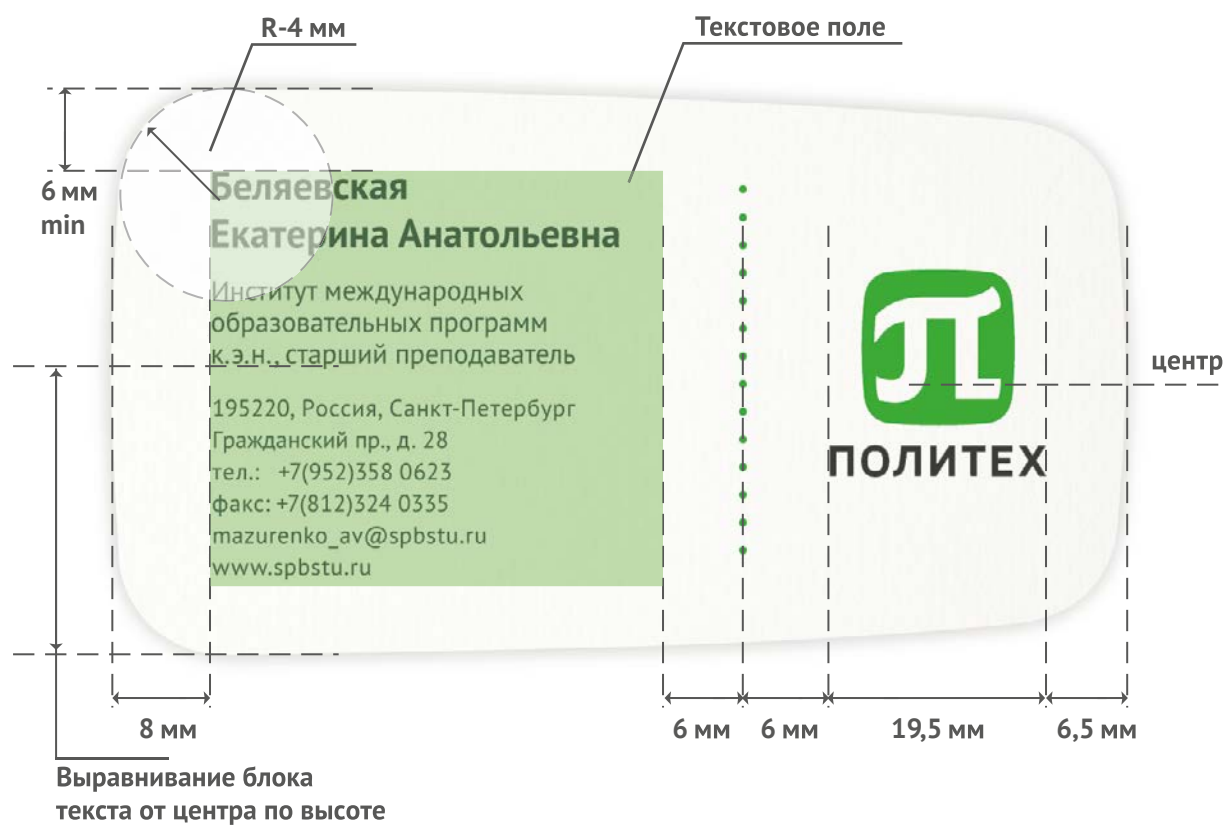 R-4 мм
Текстовое поле
6 мм
min
Беляевская
Екатерина Анатольевна
Институт международных
образовательных программ
к.э.н., старший преподаватель
195220, Россия, Санкт-Петербург
Гражданский пр., д. 28
тел.: +7(952)358 0623
факс: +7(812)324 0335
mazurenko_av@spbstu.ru
www.spbstu.ru
центр
ПОЛИТЕХ
8 мм
6 мм
6 мм
19,5 мм
6,5 мм
Выравнивание блока
текста от центра по высоте